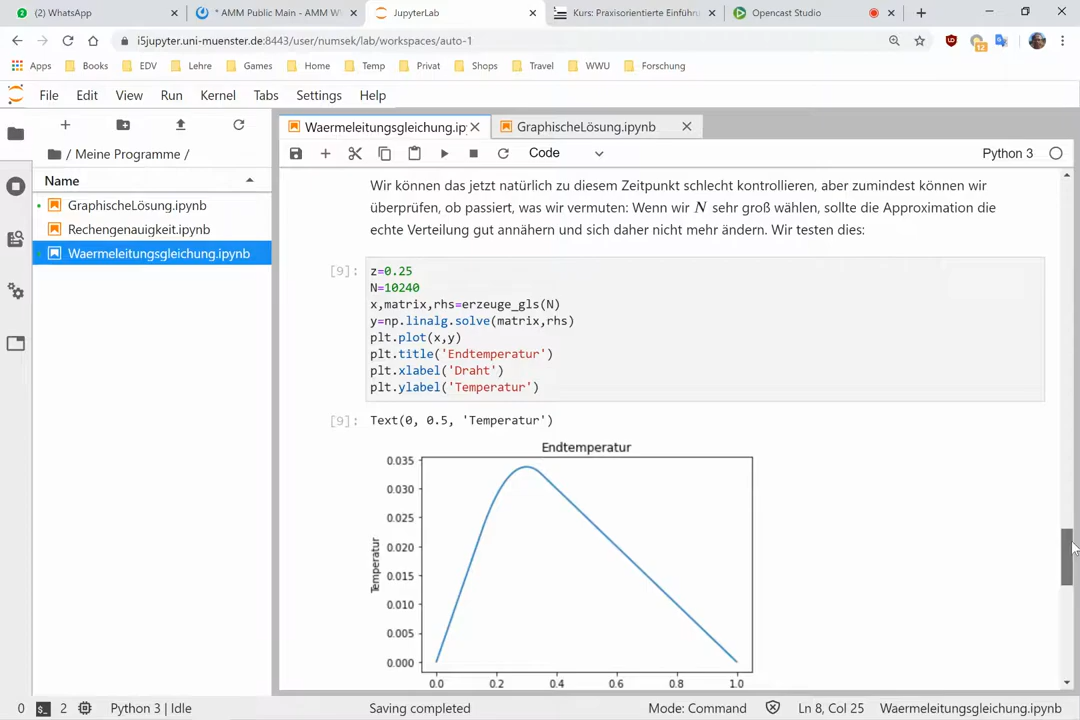 (2) WhatsApp
* AMM Public Main - AMM W
JupyterLab
Kurs: Praxisorientierte Einführu
Opencast Studio
i5jupyter.uni-muenster.de:8443/user/numsek/lab/workspaces/auto-1
12
Apps Books EDV Lehre Games Home Temp Privat Shops Travel WWU Forschung
File Edit View Run Kernel Tabs Settings Help
Waermeleitungsgleichung.ip
GraphischeLösung.ipynb
/ Meine Programme /
Code
Python 3
Name
GraphischeLösung.ipynb
Rechengenauigkeit.ipynb
Waermeleitungsgleichung.ipynb
Wir können das jetzt natürlich zu diesem Zeitpunkt schlecht kontrollieren, aber zumindest können wir
überprüfen, ob passiert, was wir vermuten: Wenn wir N sehr groß wählen, sollte die Approximation die
echte Verteilung gut annähern und sich daher nicht mehr ändern. Wir testen dies:
[9]:
z=0.25
N=10240
x,matrix,rhs=erzeuge_gls(N)
y=np.linalg.solve(matrix,rhs)
plt.plot(x,y)
plt.title('Endtemperatur')
plt.xlabel('Draht')
plt.ylabel('Temperatur')
[9]:
Text(0, 0.5, 'Temperatur')
Endtemperatur
0.035
0.030
0.025
0.020
0.015
0.010
0.005
0.000
Temperatur
0.0 0.2 0.4 0.6 0.8 1.0
0 2 Python 3 | Idle
Saving completed
Mode: Command
Ln 8, Col 25
Waermeleitungsgleichung.ipynb